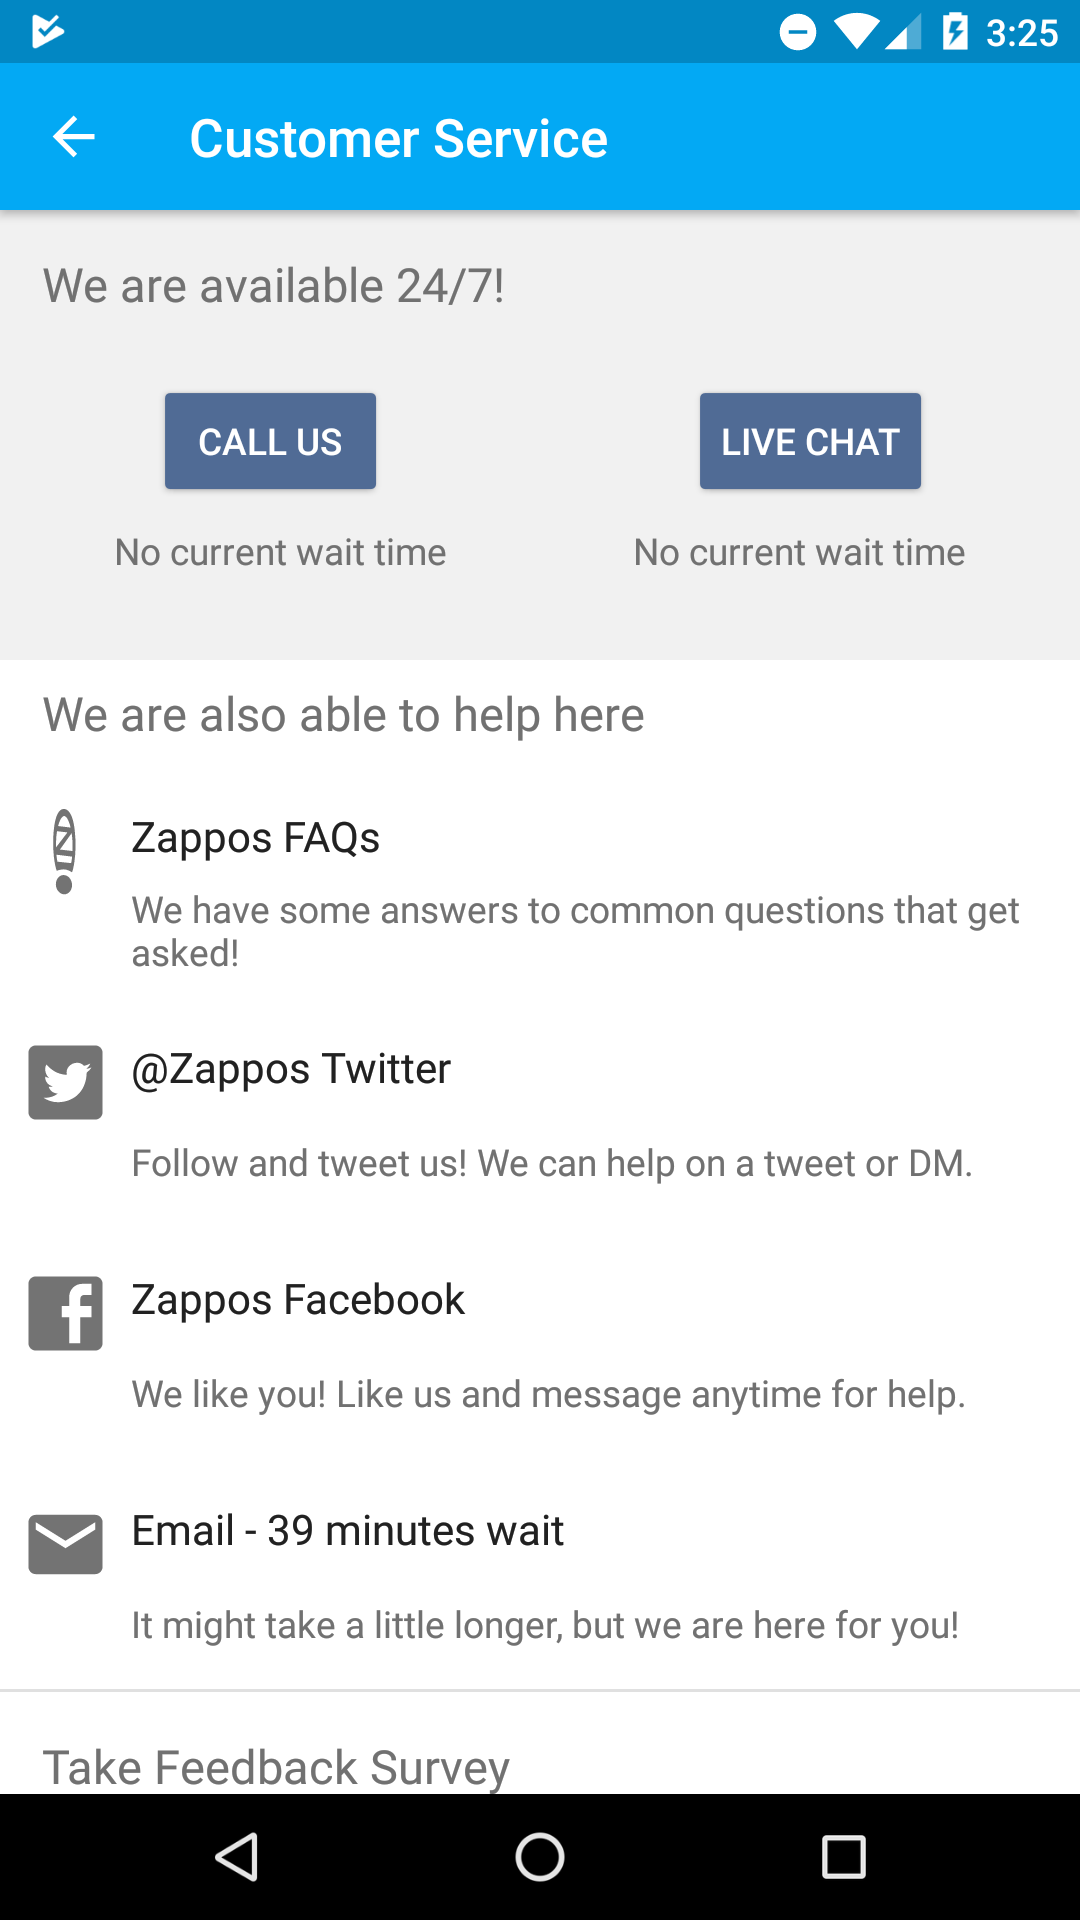 3:25
Customer Service
We are available 24/7!
CALL US
LIVE CHAT
No current wait time
No current wait time
We are also able to help here
Zappos FAQs
We have some answers to common questions that get
asked!
@Zappos Twitter
Follow and tweet us! We can help on a tweet or DM.
Zappos Facebook
We like you! Like us and message anytime for help.
Email - 39 minutes wait
It might take a little longer, but we are here for you!
Take Feedback Survey